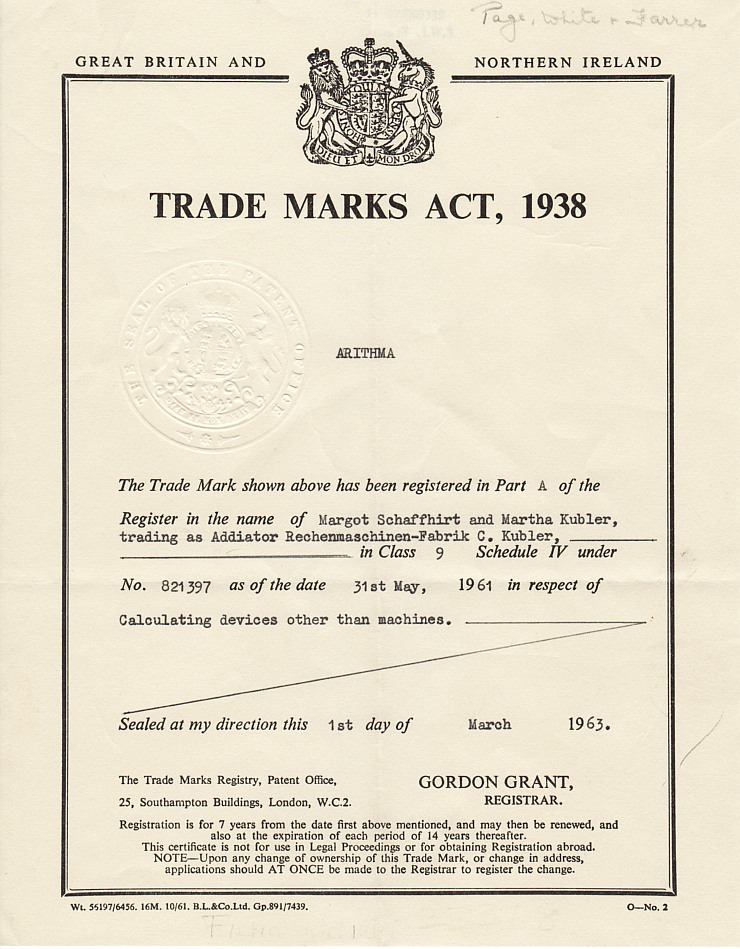 Page, White & Farrer
GREAT BRITAIN AND
NORTHERN IRELAND
DIEU ET MON DROIT
TRADE MARKS ACT, 1938
THE SEAL OF THE PATENT OFFICE
ARITHMA
The Trade Mark shown above has been registered in Part A of the
Register in the name of Margot Schaffhirt and Martha Kubler,
trading as Addiator Rechenmaschinen-Fabrik C. Kubler,
in Class 9 Schedule IV under
No. 821397 as of the date 31st May, 1961 in respect of
Calculating devices other than machines.
Sealed at my direction this 1st day of March 1963.
The Trade Marks Registry, Patent Office,
25, Southampton Buildings, London, W.C.2.
GORDON GRANT,
REGISTRAR.
Registration is for 7 years from the date first above mentioned, and may then be renewed, and
also at the expiration of each period of 14 years thereafter.
This certificate is not for use in Legal Proceedings or for obtaining Registration abroad.
NOTE—Upon any change of ownership of this Trade Mark, or change in address,
applications should AT ONCE be made to the Registrar to register the change.
Wt. 56197/6456. 16M. 10/61. B.L.&Co.Ltd. Gp.891/7439.
O—No. 2